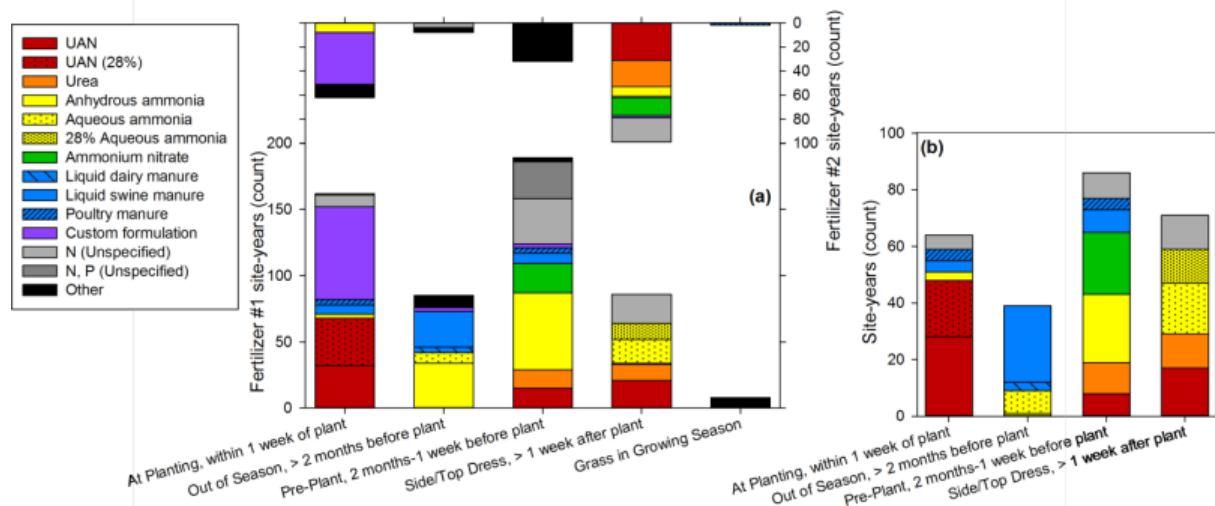 UAN
UAN (28%)
Urea
Anhydrous ammonia
Aqueous ammonia
28% Aqueous ammonia
Ammonium nitrate
Liquid dairy manure
Liquid swine manure
Poultry manure
Custom formulation
N (Unspecified)
N, P (Unspecified)
Other
Fertilizer #1 site-years (count)
200
150
100
50
0
(a)
0
20
40
60
80
100
Fertilizer #2 site-years (count)
At Planting, within 1 week of plant
Out of Season, > 2 months before plant
Pre-Plant, 2 months-1 week before plant
Side/Top Dress, > 1 week after plant
Grass in Growing Season
(b)
Site-years (count)
100
80
60
40
20
0
At Planting, within 1 week of plant
Out of Season, > 2 months before plant
Pre-Plant, 2 months-1 week before plant
Side/Top Dress, > 1 week after plant